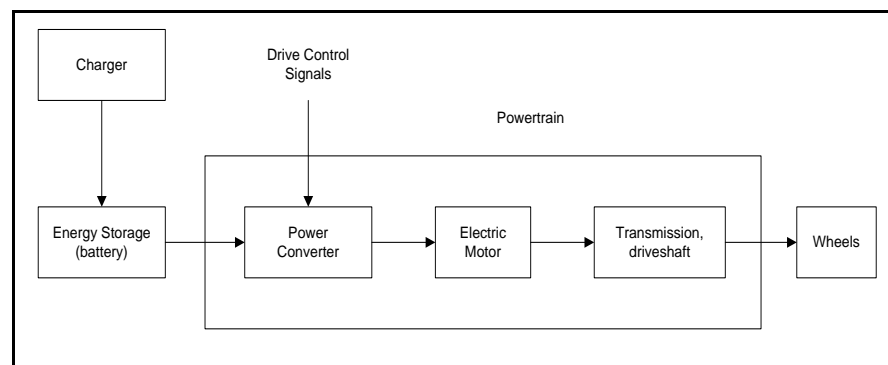 Charger
Drive Control
Signals
Powertrain
Energy Storage
(battery)
Power
Converter
Electric
Motor
Transmission,
driveshaft
Wheels